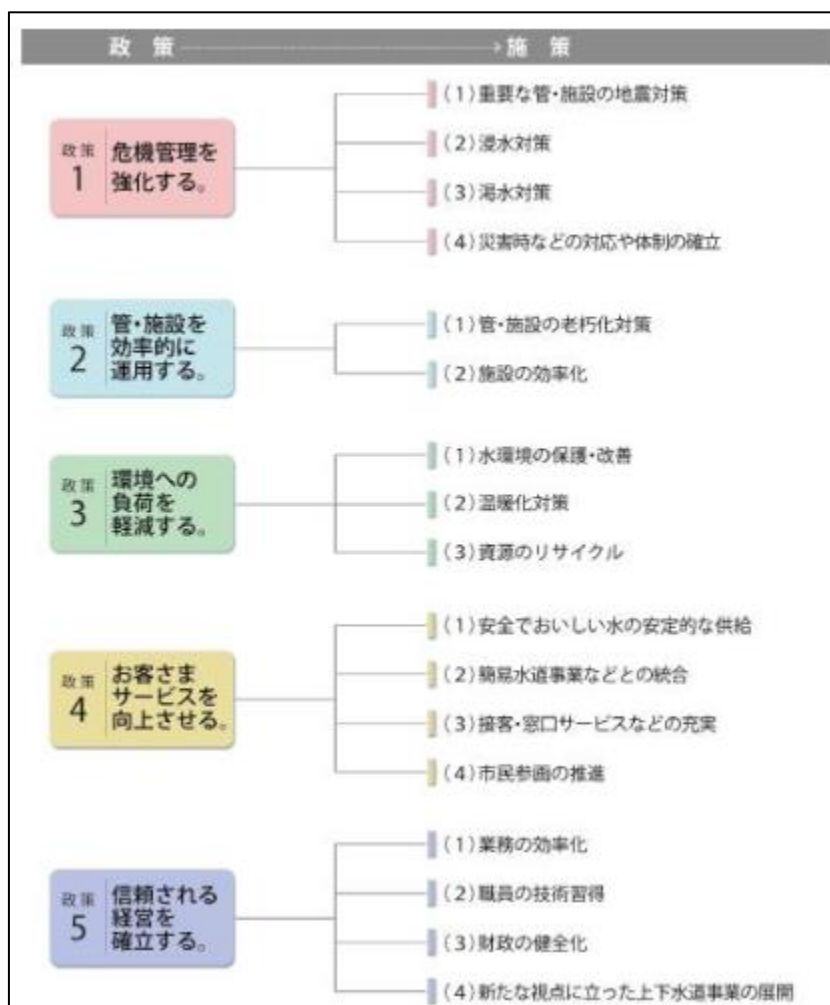 政策 施策
政策 1 危機管理を
強化する。
(1)重要な管・施設の地震対策
(2)浸水対策
(3)渇水対策
(4)災害時などの対応や体制の確立
政策 2 管・施設を
効率的に
運用する。
(1)管・施設の老朽化対策
(2)施設の効率化
政策 3 環境への
負荷を
軽減する。
(1)水環境の保護・改善
(2)温暖化対策
(3)資源のリサイクル
政策 4 お客さま
サービスを
向上させる。
(1)安全でおいしい水の安定的な供給
(2)簡易水道事業などとの統合
(3)接客・窓口サービスなどの充実
(4)市民参画の推進
政策 5 信頼される
経営を
確立する。
(1)業務の効率化
(2)職員の技術習得
(3)財政の健全化
(4)新たな視点に立った上下水道事業の展開